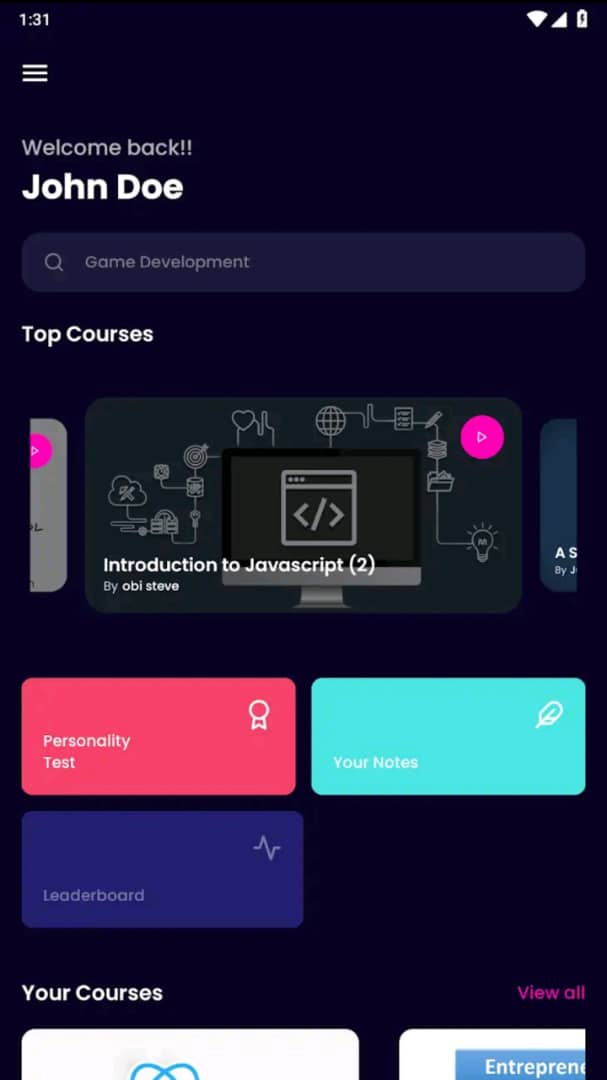 1:31
Welcome back!!
John Doe
Game Development
Top Courses
Introduction to Javascript (2)
By obi steve
A S
By J
Personality
Test
Your Notes
Leaderboard
Your Courses
View all
Entreprene